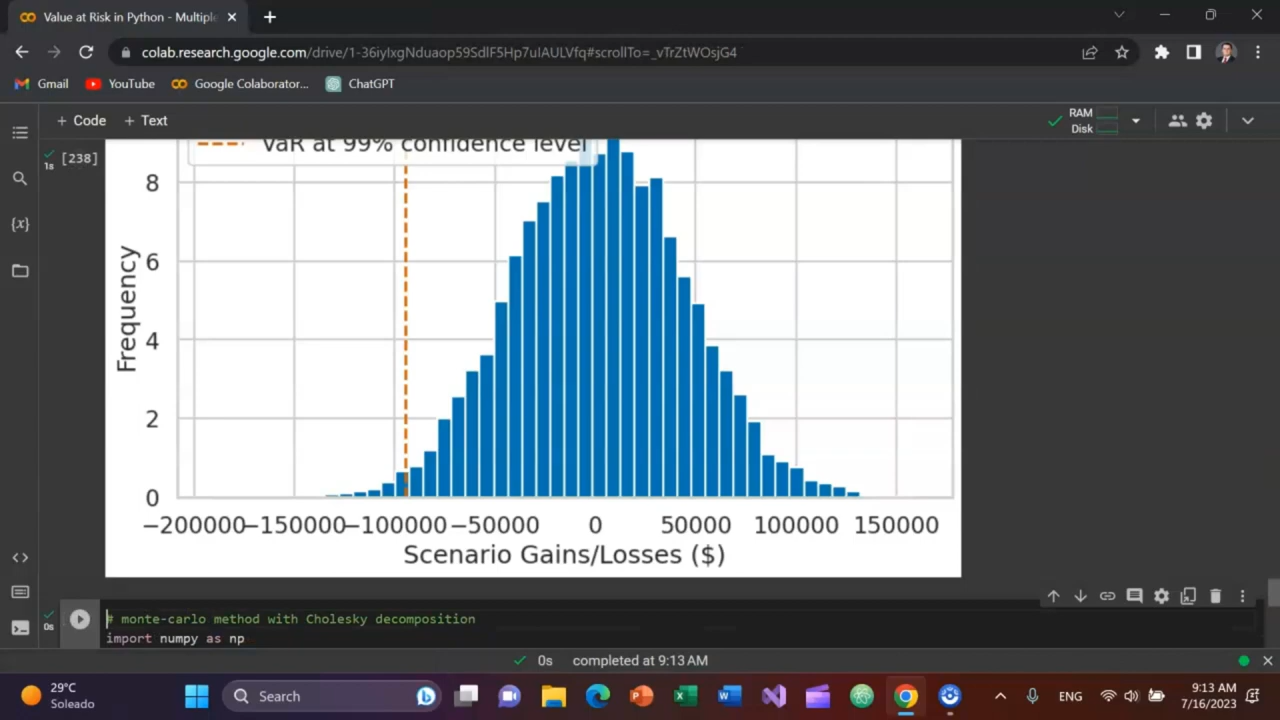 Value at Risk in Python - Multiple
colab.research.google.com/drive/1-36iylxgNduaop59SdlF5Hp7uIAULVfq#scrollTo=_vTrZtWOsjG4
Gmail YouTube Google Colaborator... ChatGPT
+ Code + Text
RAM
Disk
[238]
1s
VaR at 99% confidence level
8
6
4
2
0
Frequency
−200000 −150000 −100000 −50000 0 50000 100000 150000
Scenario Gains/Losses ($)
{x}
0s
# monte-carlo method with Cholesky decomposition
import numpy as np
0s completed at 9:13 AM
29°C
Soleado
Search
ENG
9:13 AM
7/16/2023